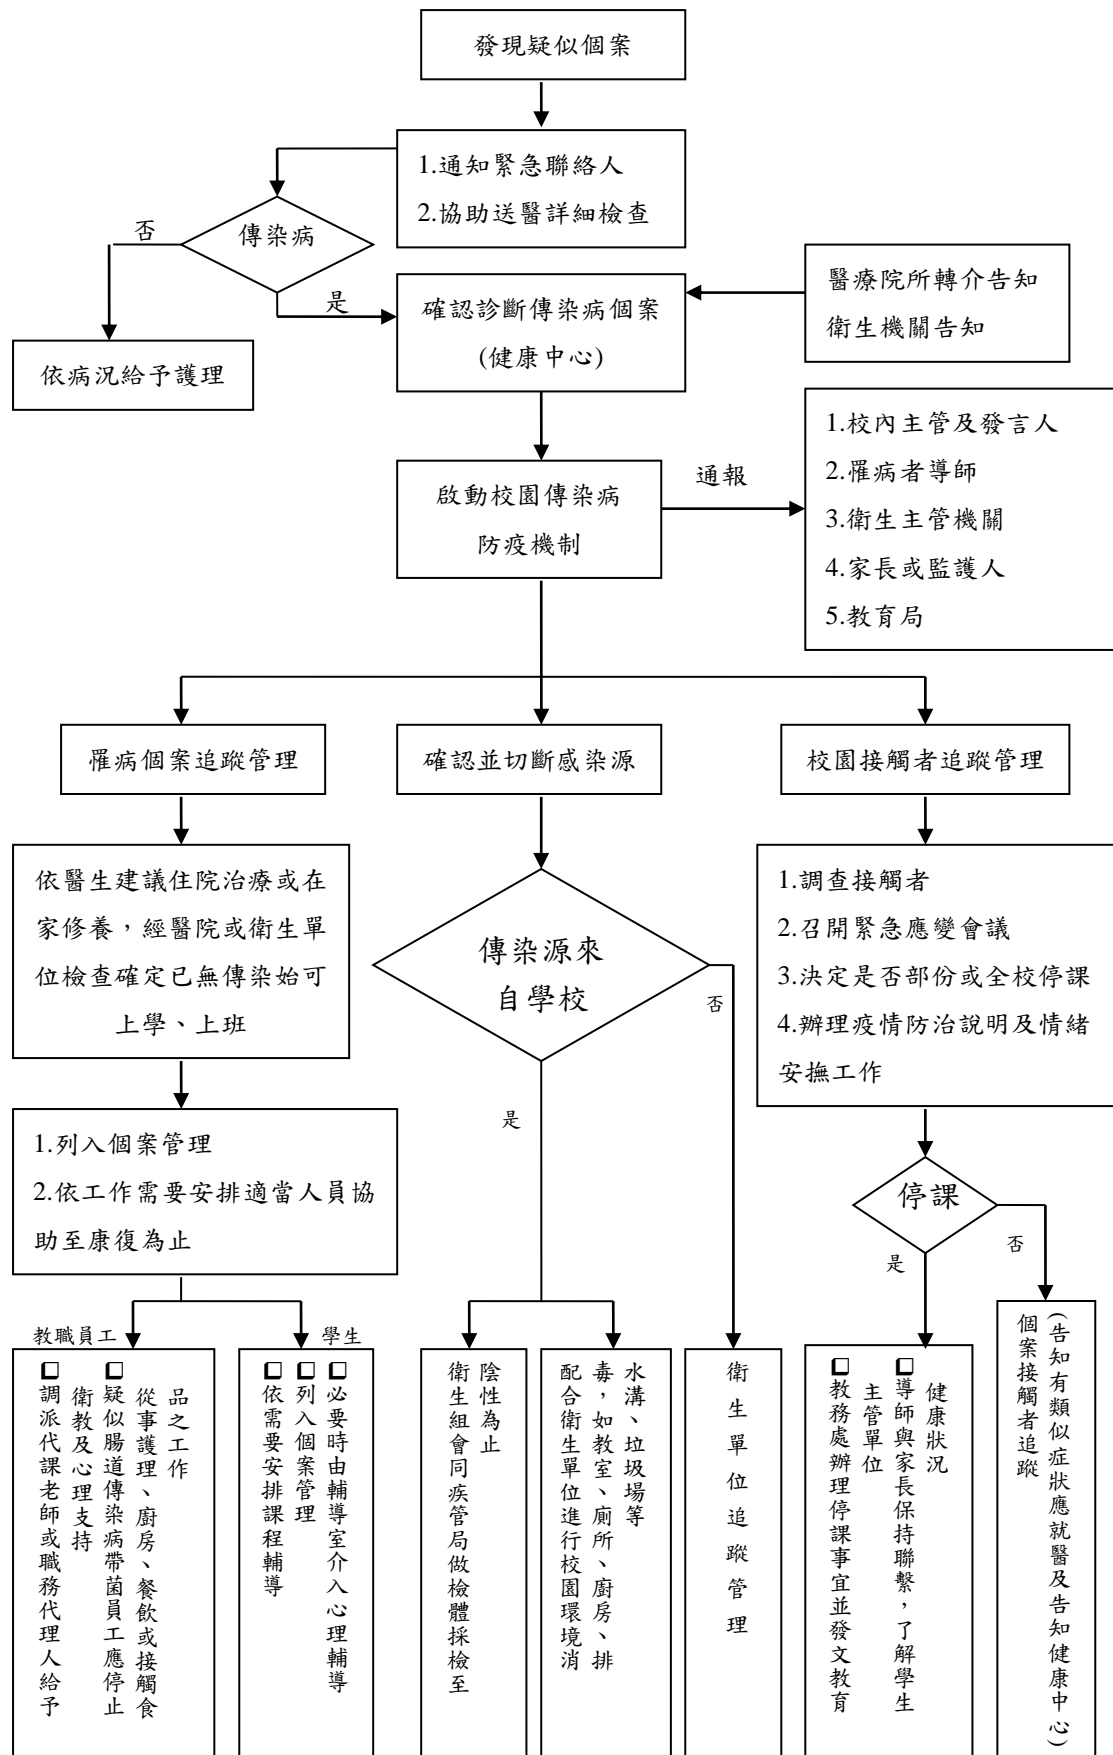 發現疑似個案
1.通知緊急聯絡人
2.協助送醫詳細檢查
傳染病
否
是
依病況給予護理
確認診斷傳染病個案
(健康中心)
醫療院所轉介告知
衛生機關告知
啟動校園傳染病
防疫機制
通報
1.校內主管及發言人
2.罹病者導師
3.衛生主管機關
4.家長或監護人
5.教育局
罹病個案追蹤管理
確認並切斷感染源
校園接觸者追蹤管理
依醫生建議住院治療或在
家修養，經醫院或衛生單
位檢查確定已無傳染始可
上學、上班
傳染源來
自學校
否
是
1.調查接觸者
2.召開緊急應變會議
3.決定是否部份或全校停課
4.辦理疫情防治說明及情緒
安撫工作
1.列入個案管理
2.依工作需要安排適當人員協
助至康復為止
停課
是
否
教職員工
學生
❑調派代課老師或職務代理人給予
衛教及心理支持
❑疑似腸道傳染病帶菌員工應停止
從事護理、廚房、餐飲或接觸食
品之工作
❑依需要安排課程輔導
❑列入個案管理
❑必要時由輔導室介入心理輔導
衛生組會同疾管局做檢體採檢至
陰性為止
配合衛生單位進行校園環境消
毒，如教室、廁所、廚房、排
水溝、垃圾場等
衛生單位追蹤管理
❑教務處辦理停課事宜並發文教育
主管單位
❑導師與家長保持聯繫，了解學生
健康狀況
個案接觸者追蹤
(告知有類似症狀應就醫及告知健康中心)